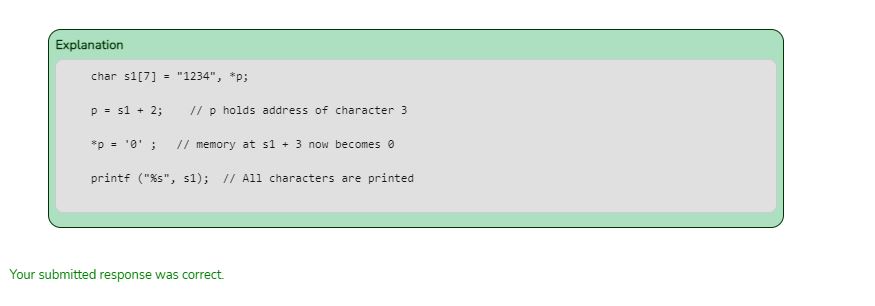 Explanation
char s1[7] = "1234", *p;
p = s1 + 2;    // p holds address of character 3
*p = '0' ;   // memory at s1 + 3 now becomes 0
printf ("%s", s1);  // All characters are printed
Your submitted response was correct.